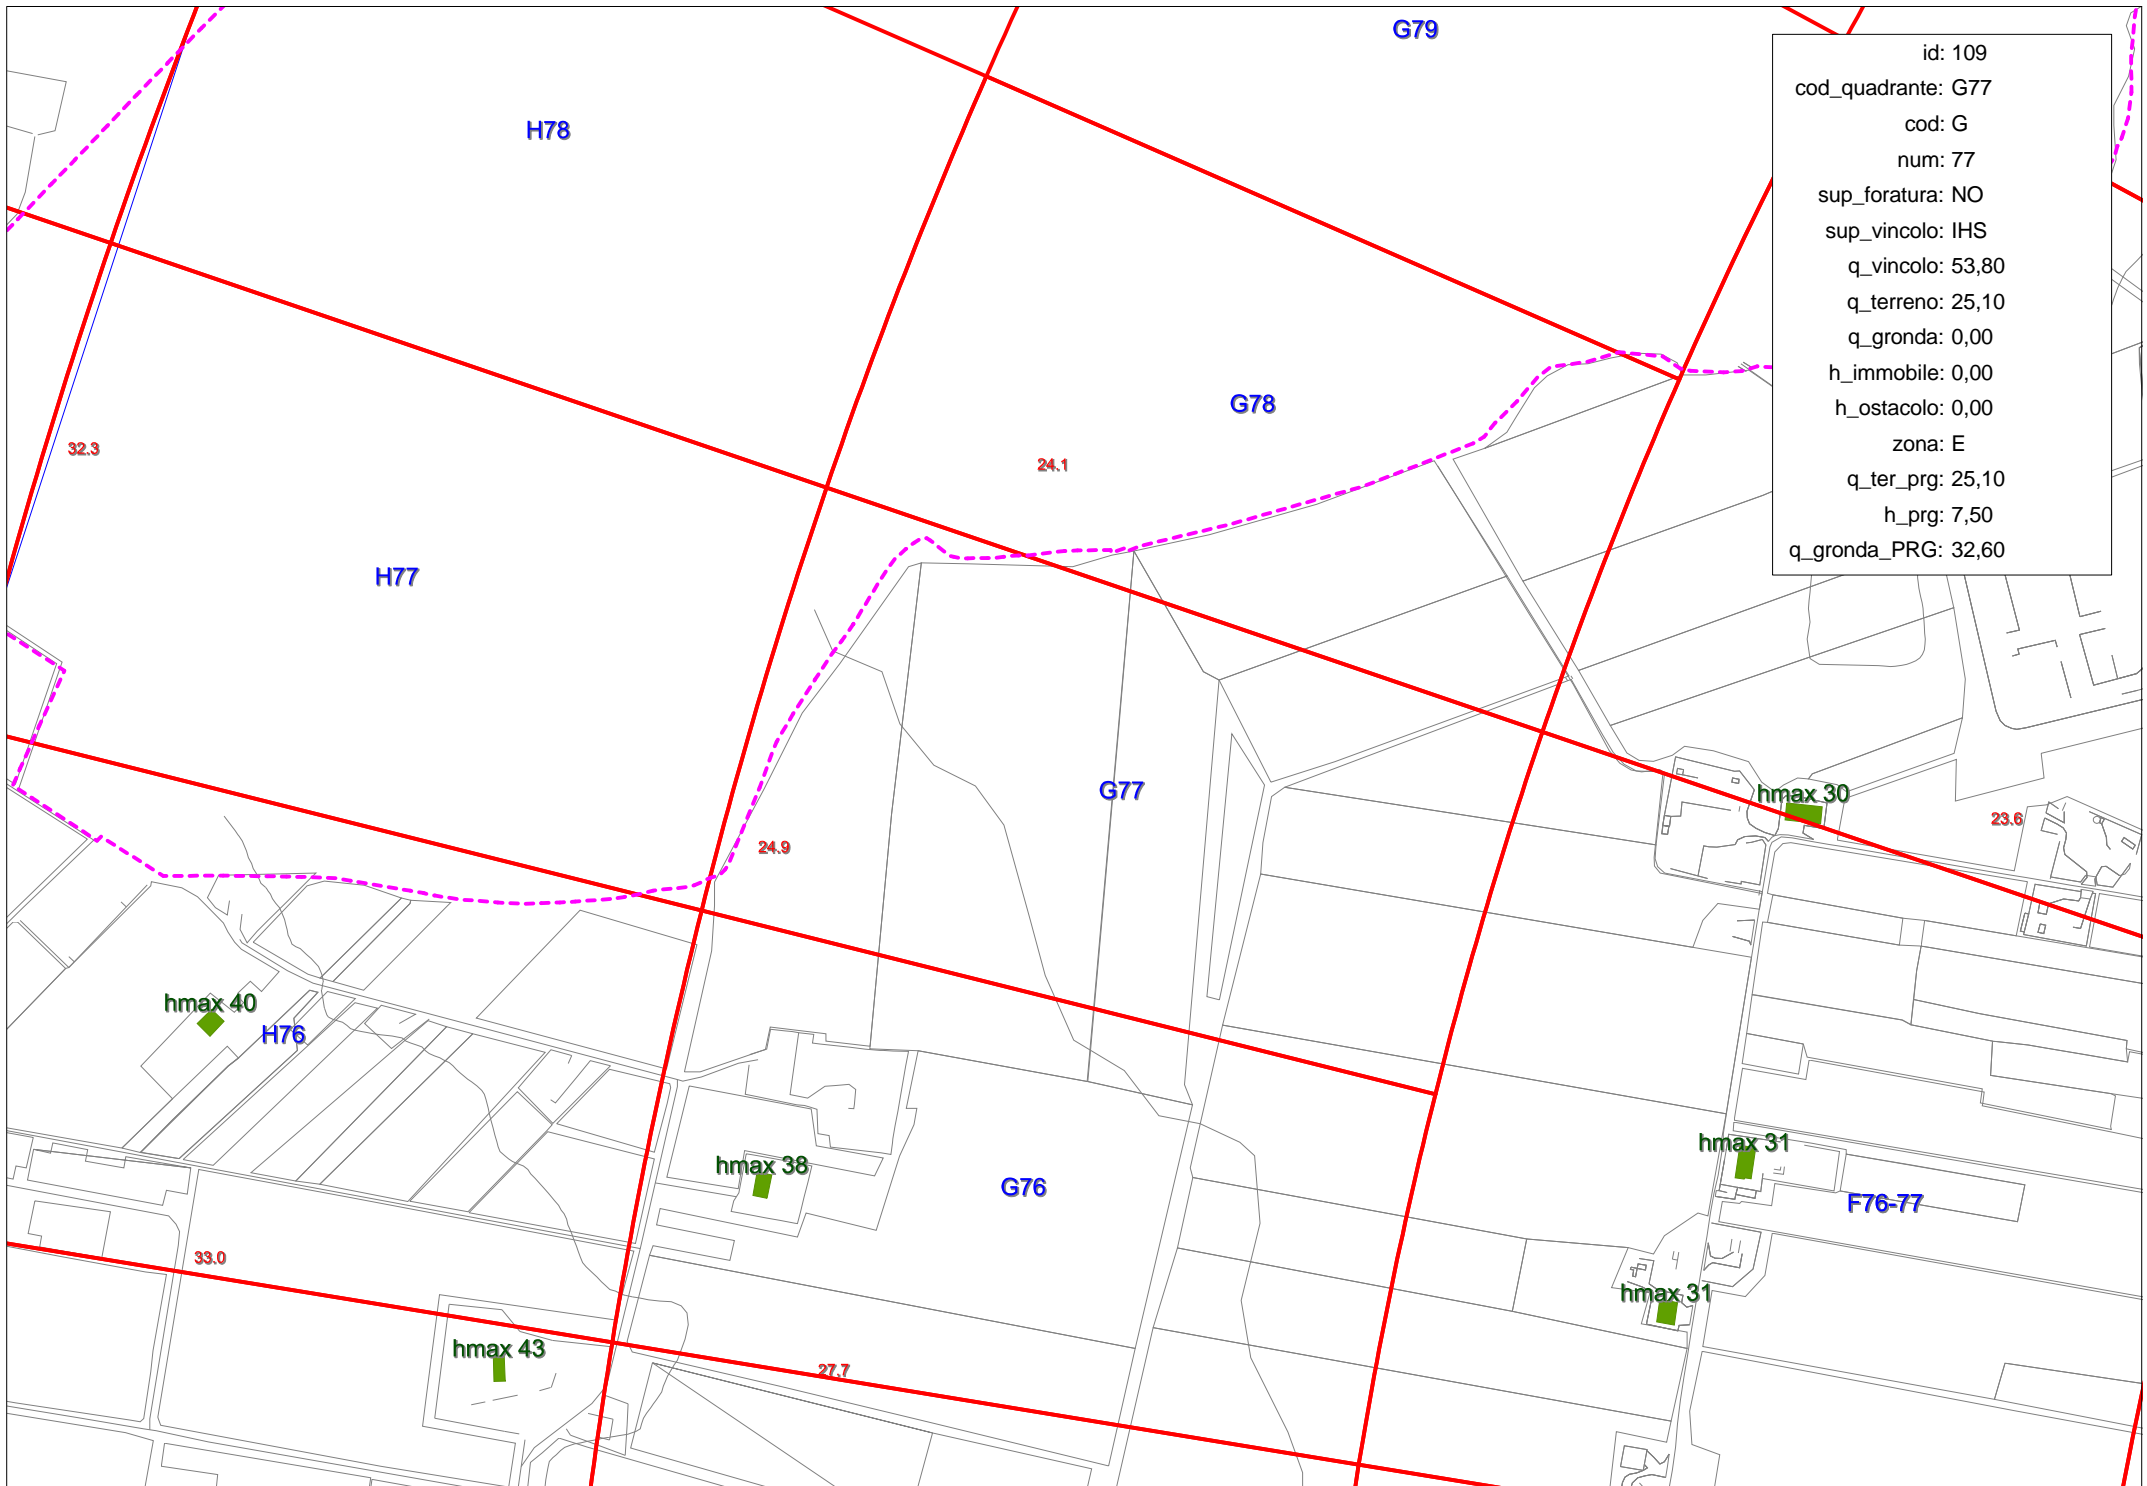 G79
id: 109
cod_quadrante: G77
cod: G
num: 77
sup_foratura: NO
sup_vincolo: IHS
q_vincolo: 53,80
q_terreno: 25,10
q_gronda: 0,00
h_immobile: 0,00
h_ostacolo: 0,00
zona: E
q_ter_prg: 25,10
h_prg: 7,50
q_gronda_PRG: 32,60
H78
G78
32.3
24.1
H77
G77
hmax 30
23.6
24.9
hmax 40
H76
hmax 31
hmax 38
G76
F76-77
33.0
hmax 31
hmax 43
27.7